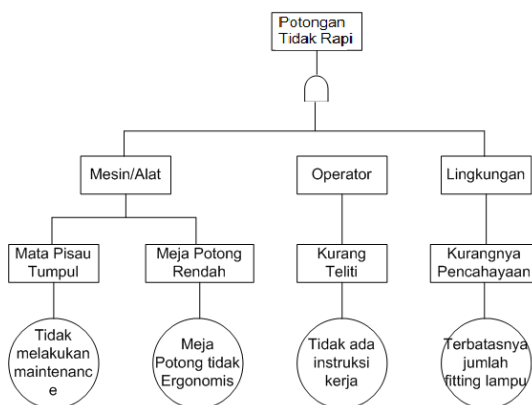 Potongan
Tidak Rapi
Mesin/Alat
Operator
Lingkungan
Mata Pisau
Tumpul
Meja Potong
Rendah
Kurang
Teliti
Kurangnya
Pencahayaan
Tidak
melakukan
maintenanc
e
Meja
Potong tidak
Ergonomis
Tidak ada
instruksi
kerja
Terbatasnya
jumlah
fitting lampu